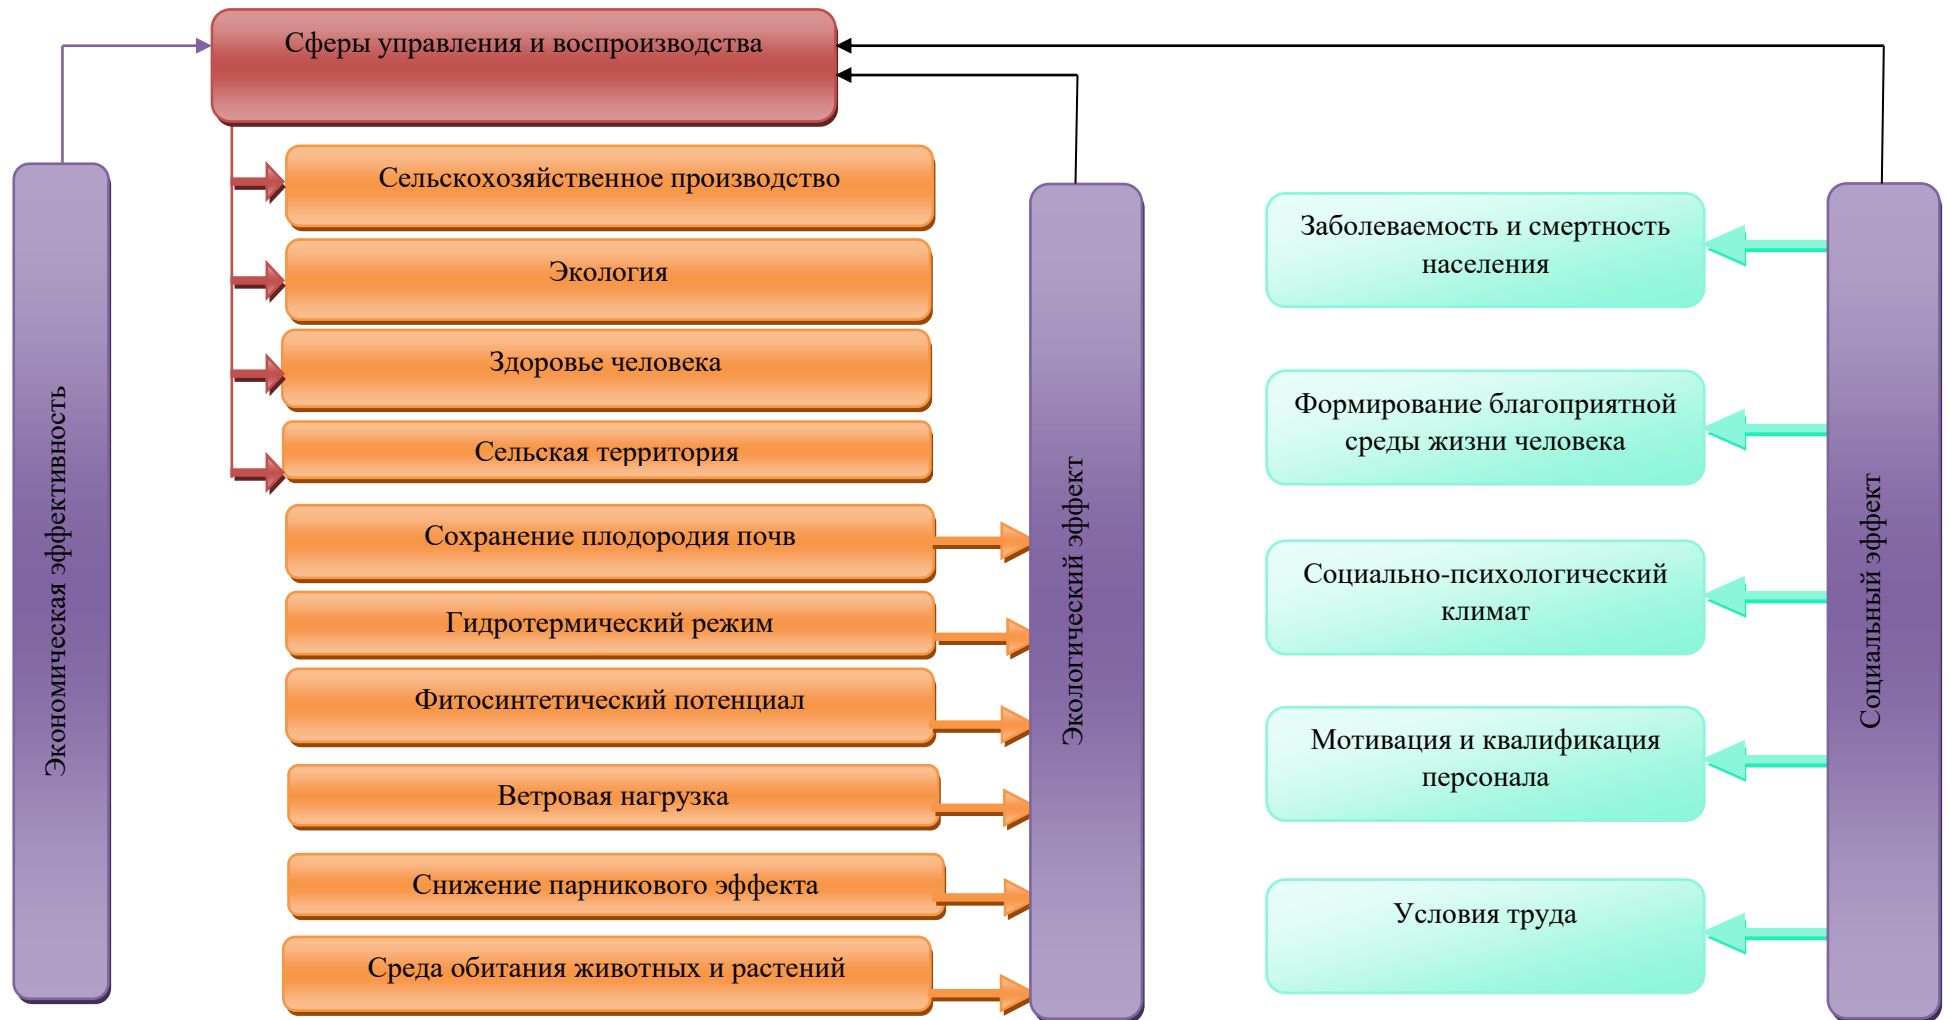 Сферы управления и воспроизводства
Экономическая эффективность
Сельскохозяйственное производство
Экология
Здоровье человека
Сельская территория
Сохранение плодородия почв
Гидротермический режим
Фитосинтетический потенциал
Ветровая нагрузка
Снижение парникового эффекта
Среда обитания животных и растений
Экологический эффект
Заболеваемость и смертность
населения
Формирование благоприятной
среды жизни человека
Социально-психологический
климат
Мотивация и квалификация
персонала
Условия труда
Социальный эффект